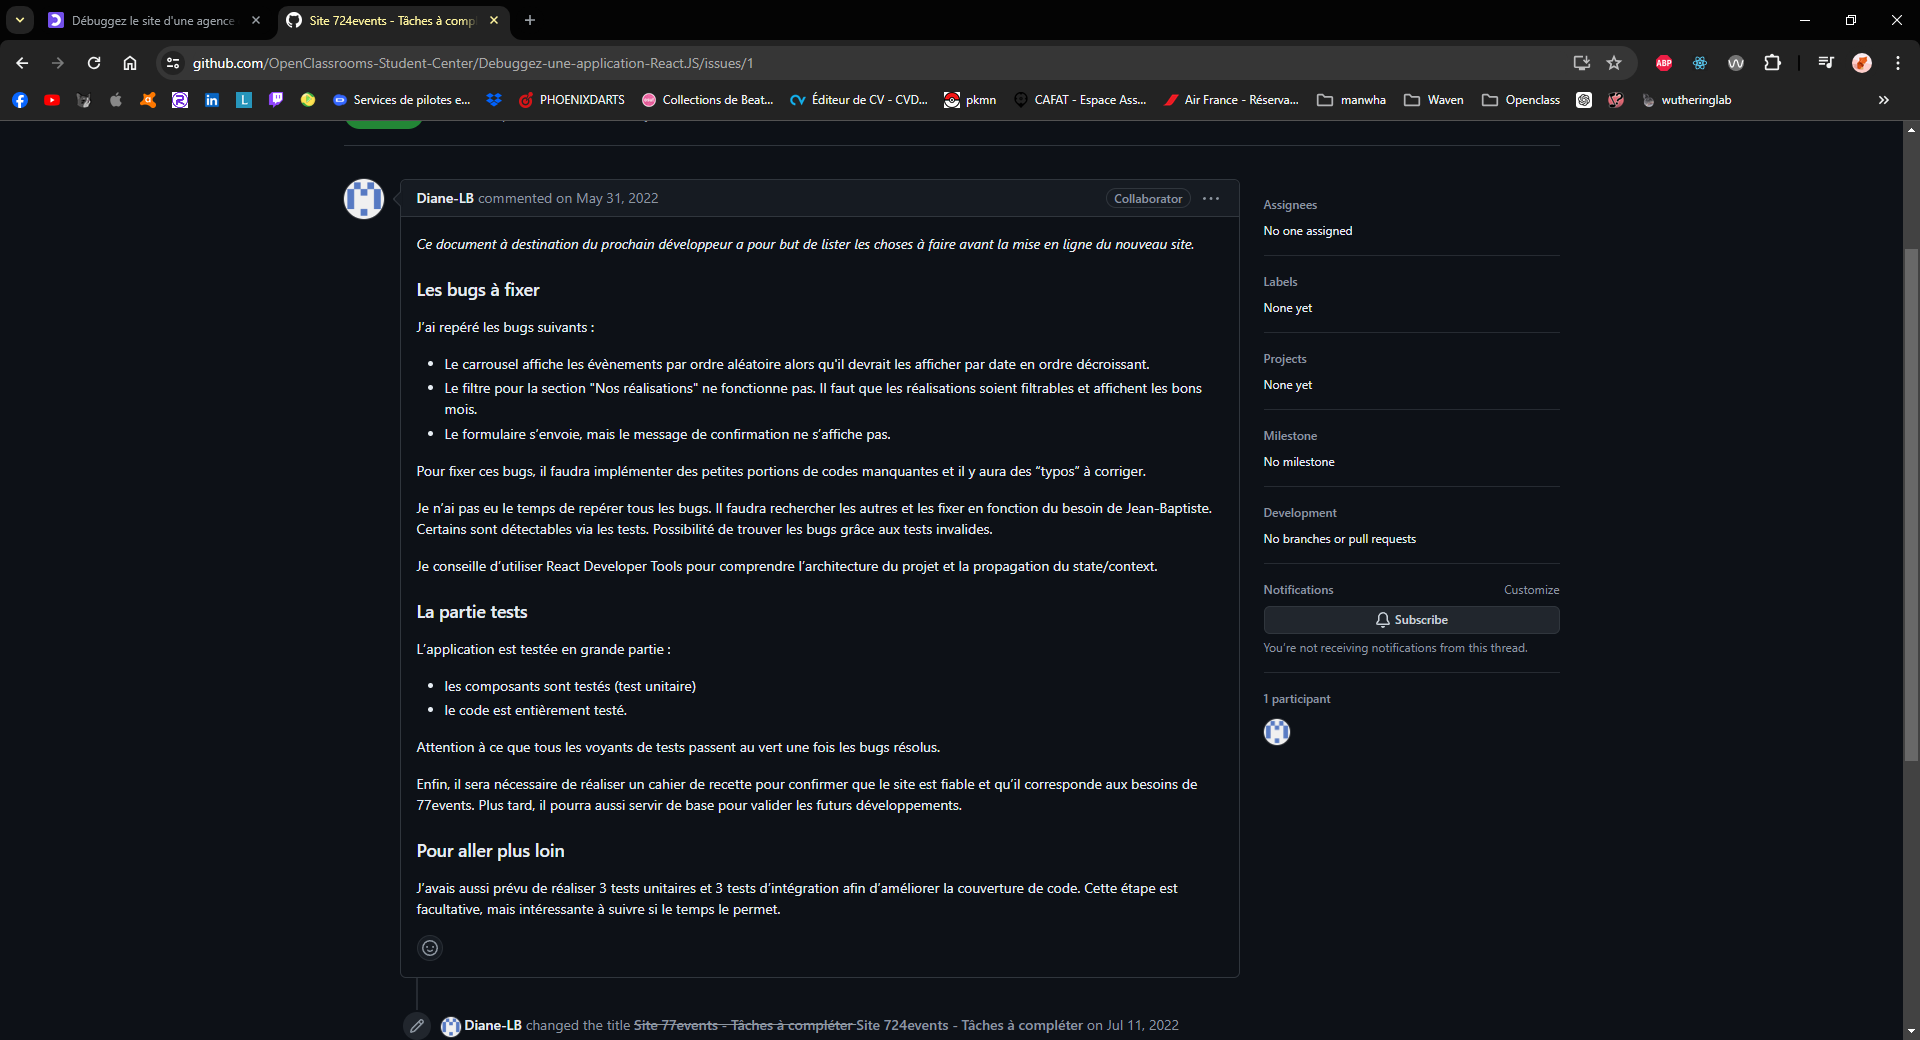 Débuggez le site d'une agence
Site 724events - Tâches à comp
github.com/OpenClassrooms-Student-Center/Debuggez-une-application-ReactJS/issues/1
ABP
Services de pilotes e...
PHOENIXDARTS
Collections de Beat...
Éditeur de CV - CVD...
pkmn
CAFAT - Espace Ass...
Air France - Réserva...
manwha
Waven
Openclass
wutheringlab
Diane-LB commented on May 31, 2022
Collaborator
Ce document à destination du prochain développeur a pour but de lister les choses à faire avant la mise en ligne du nouveau site.
Les bugs à fixer
J'ai repéré les bugs suivants :
• Le carrousel affiche les évènements par ordre aléatoire alors qu'il devrait les afficher par date en ordre décroissant.
• Le filtre pour la section "Nos réalisations" ne fonctionne pas. Il faut que les réalisations soient filtrables et affichent les bons
mois.
• Le formulaire s’envoie, mais le message de confirmation ne s’affiche pas.
Pour fixer ces bugs, il faudra implémenter des petites portions de codes manquantes et il y aura des “typos” à corriger.
Je n’ai pas eu le temps de repérer tous les bugs. Il faudra rechercher les autres et les fixer en fonction du besoin de Jean-Baptiste.
Certains sont détectables via les tests. Possibilité de trouver les bugs grâce aux tests invalides.
Je conseille d’utiliser React Developer Tools pour comprendre l’architecture du projet et la propagation du state/context.
La partie tests
L’application est testée en grande partie :
• les composants sont testés (test unitaire)
• le code est entièrement testé.
Attention à ce que tous les voyants de tests passent au vert une fois les bugs résolus.
Enfin, il sera nécessaire de réaliser un cahier de recette pour confirmer que le site est fiable et qu’il corresponde aux besoins de
77events. Plus tard, il pourra aussi servir de base pour valider les futurs développements.
Pour aller plus loin
J’avais aussi prévu de réaliser 3 tests unitaires et 3 tests d’intégration afin d’améliorer la couverture de code. Cette étape est
facultative, mais intéressante à suivre si le temps le permet.
Diane-LB changed the title Site 77events - Tâches à compléter Site 724events - Tâches à compléter on Jul 11, 2022
Assignees
No one assigned
Labels
None yet
Projects
None yet
Milestone
No milestone
Development
No branches or pull requests
Notifications
Customize
Subscribe
You’re not receiving notifications from this thread.
1 participant